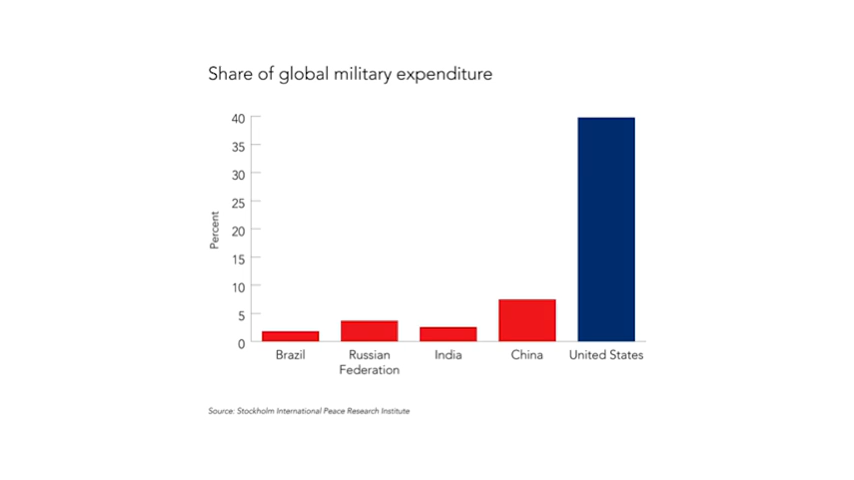 Share of global military expenditure
40
35
30
25
20
15
10
5
0
Percent
Brazil
Russian
Federation
India
China
United States
Source: Stockholm International Peace Research Institute